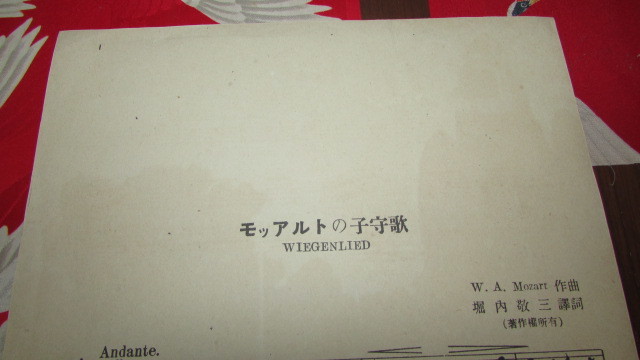 モッアルトの子守歌
WIEGENLIED
W. A. Mozart 作曲
堀内敬三譯詞
(著作權所有)
Andante.